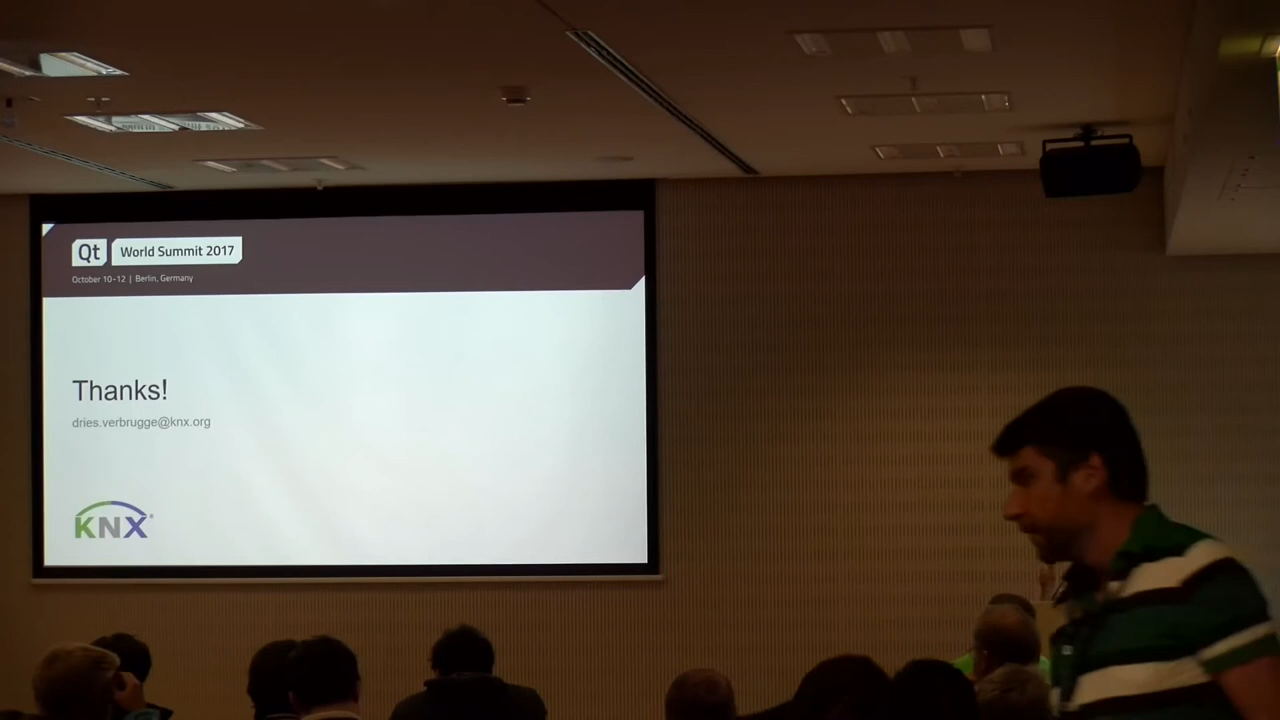 Qt World Summit 2017
October 10-12 | Berlin, Germany
Thanks!
dries.verbrugge@knx.org
KNX